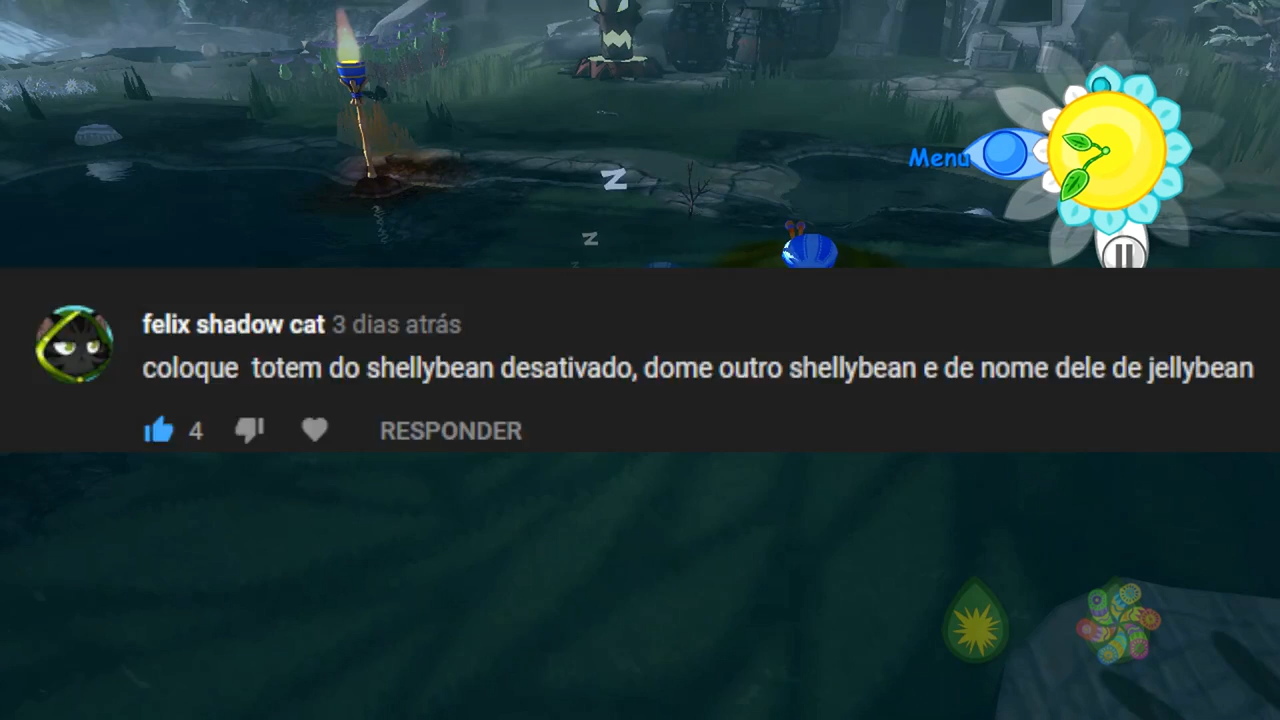 Menu
Z
Z
felix shadow cat 3 dias atrás
coloque totem do shellybean desativado, dome outro shellybean e de nome dele de jellybean
4
RESPONDER